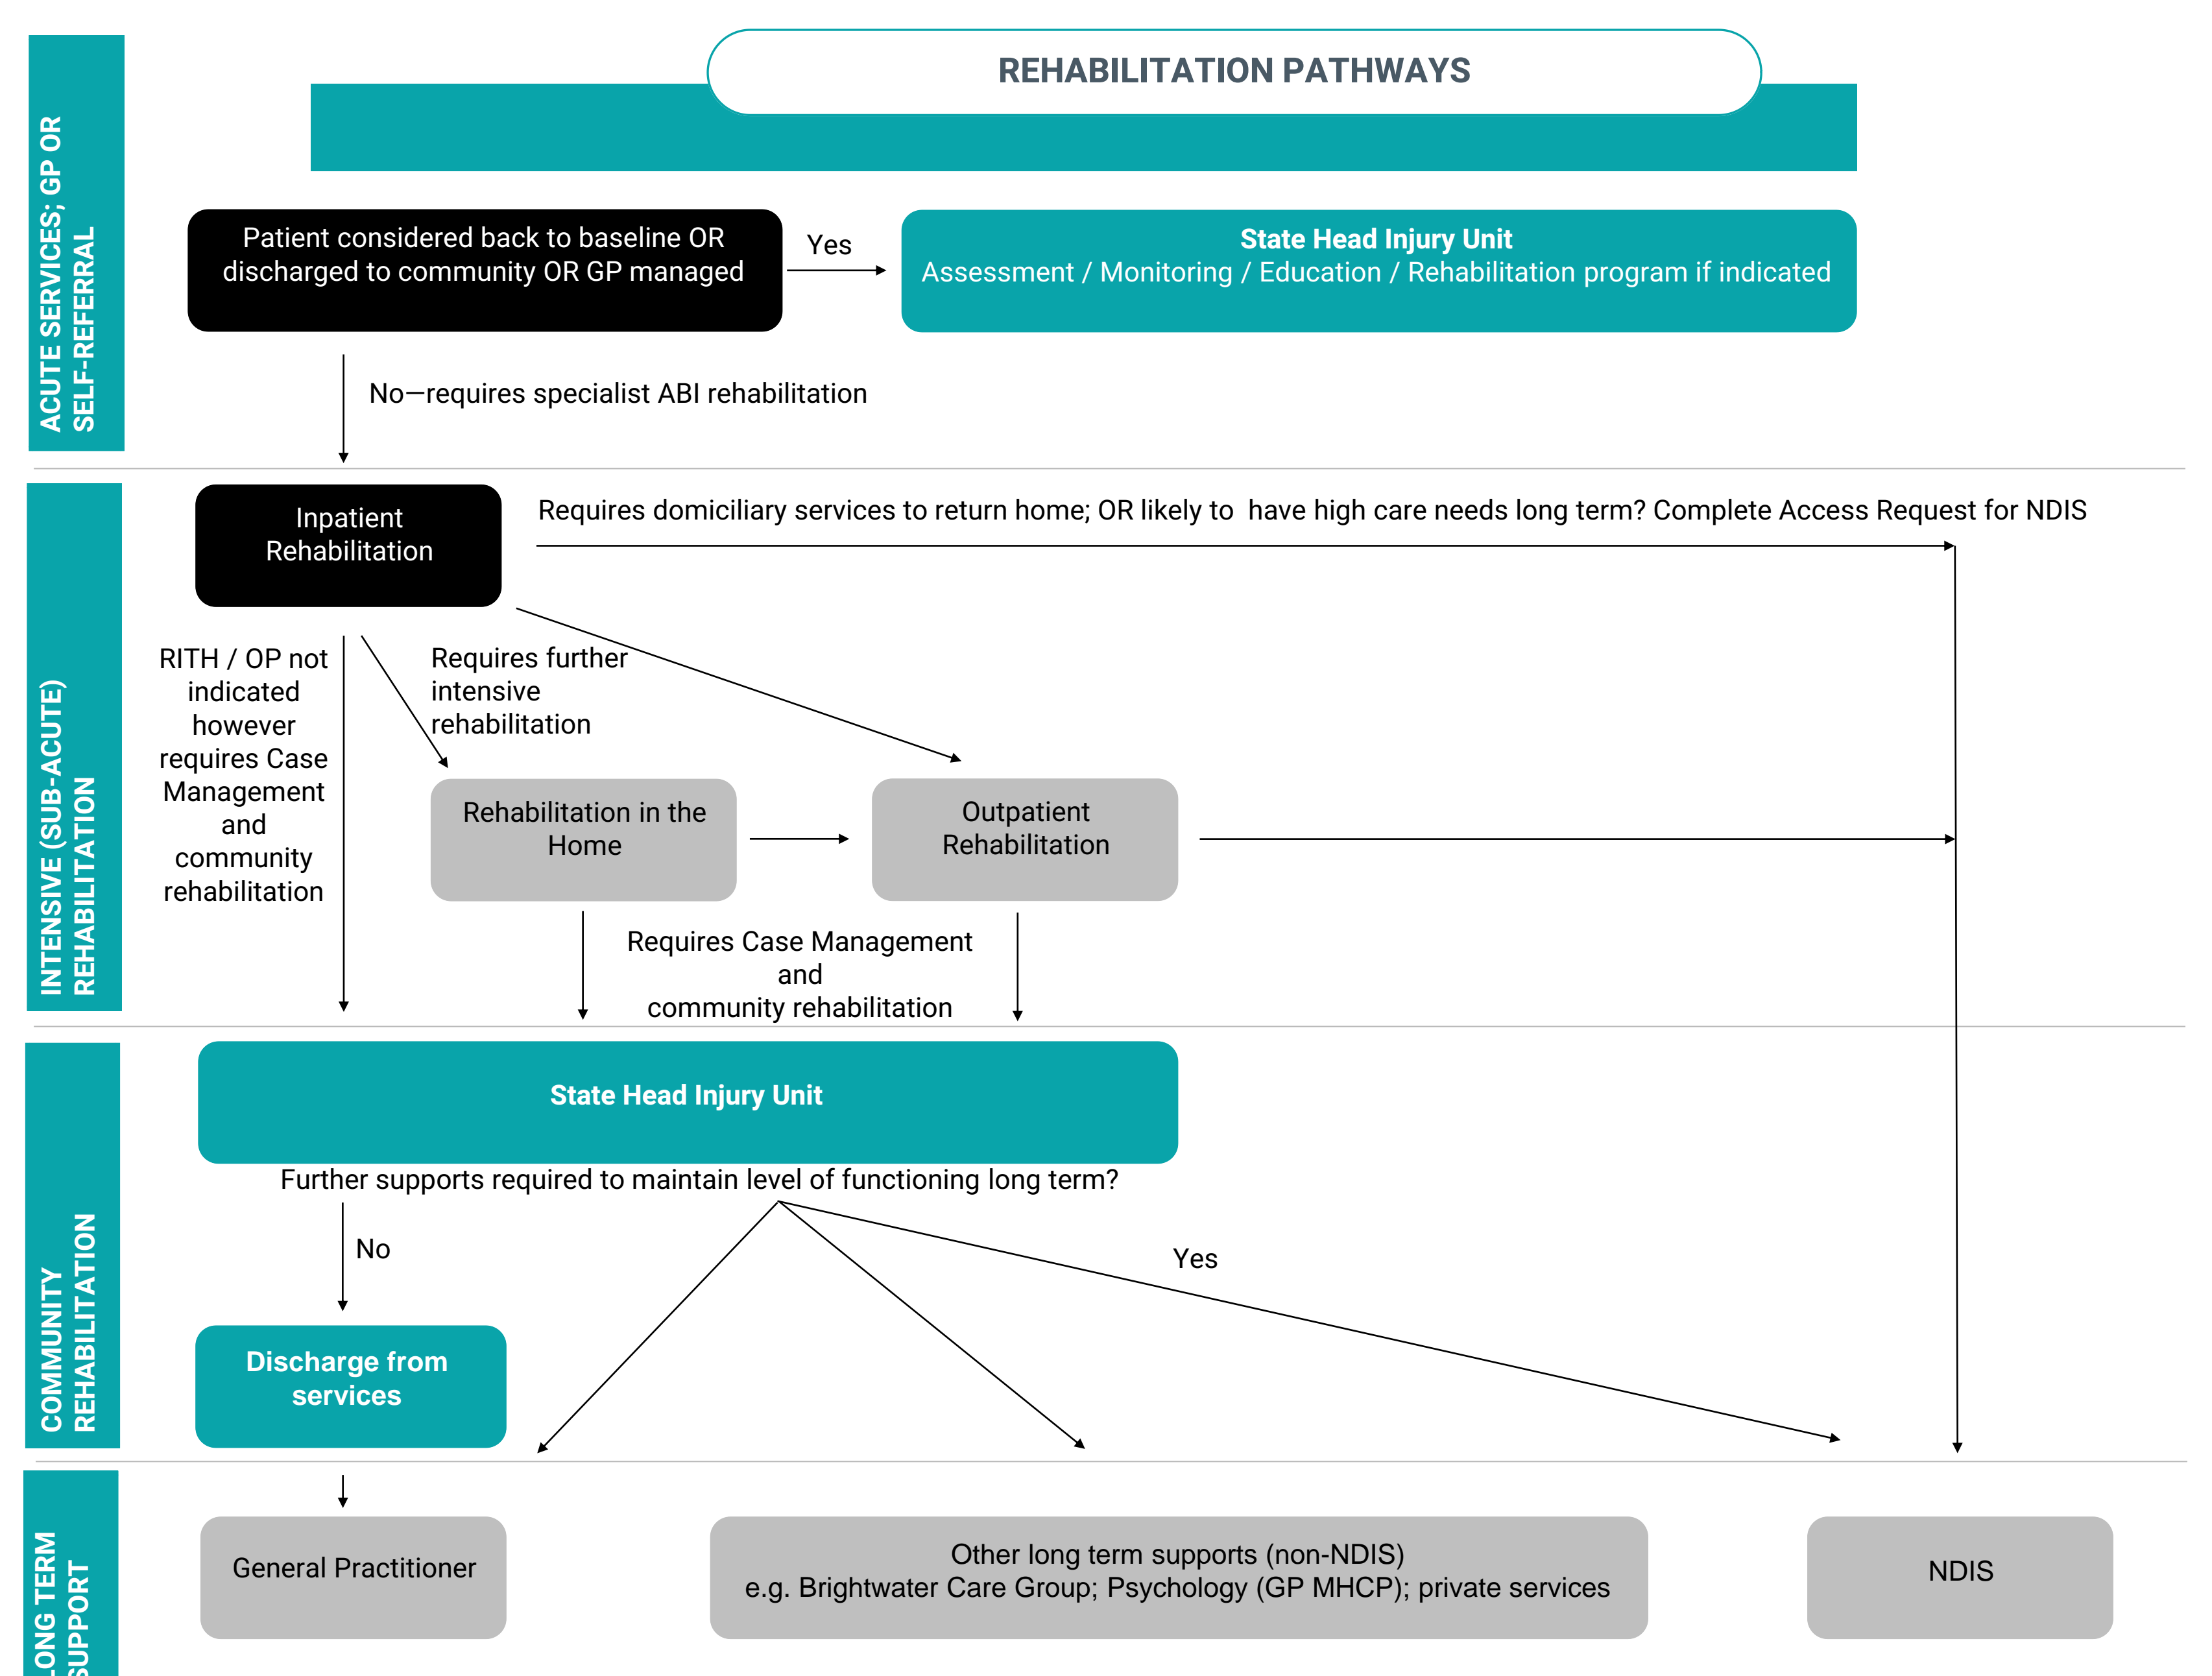 REHABILITATION PATHWAYS
ACUTE SERVICES; GP OR
SELF-REFERRAL
Patient considered back to baseline OR
discharged to community OR GP managed
Yes
State Head Injury Unit
Assessment / Monitoring / Education / Rehabilitation program if indicated
No—requires specialist ABI rehabilitation
INTENSIVE (SUB-ACUTE)
REHABILITATION
Inpatient
Rehabilitation
Requires domiciliary services to return home; OR likely to  have high care needs long term? Complete Access Request for NDIS
RITH / OP not
indicated
however
requires Case
Management
and
community
rehabilitation
Requires further
intensive
rehabilitation
Rehabilitation in the
Home
Outpatient
Rehabilitation
Requires Case Management
and
community rehabilitation
COMMUNITY
REHABILITATION
State Head Injury Unit
Further supports required to maintain level of functioning long term?
No
Yes
Discharge from
services
LONG TERM
SUPPORT
General Practitioner
Other long term supports (non-NDIS)
e.g. Brightwater Care Group; Psychology (GP MHCP); private services
NDIS